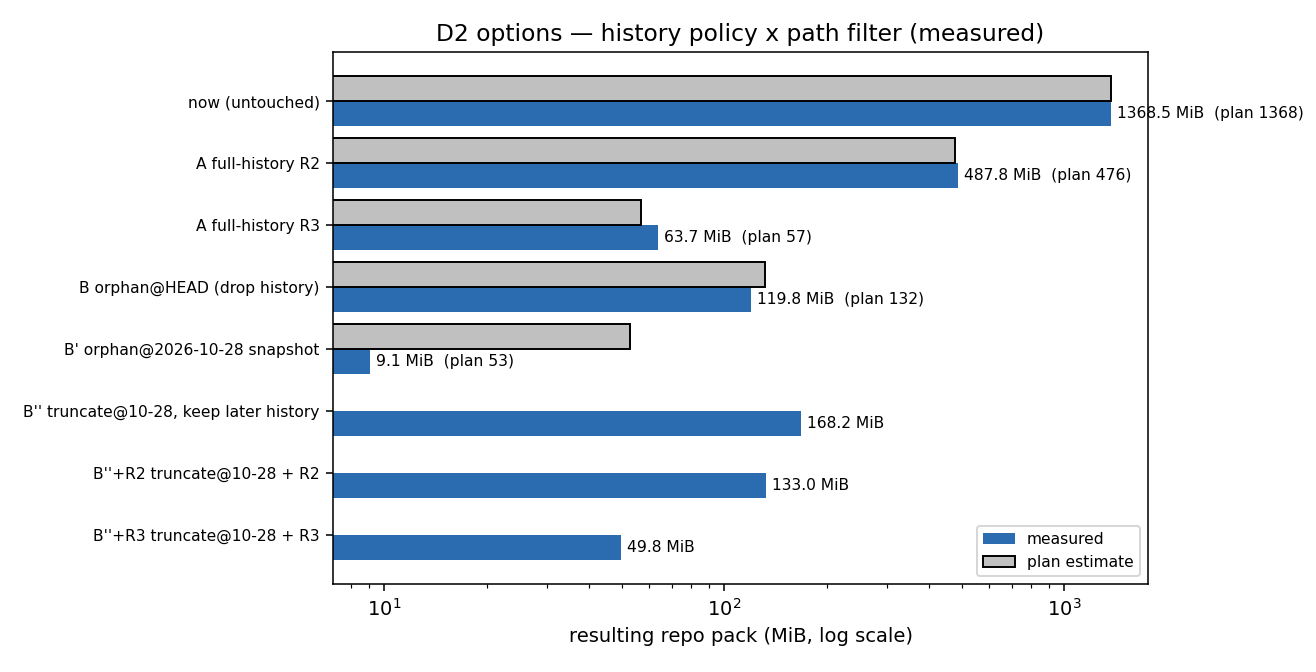 D2 options — history policy x path filter (measured)
now (untouched)
1368.5 MiB  (plan 1368)
A full-history R2
487.8 MiB  (plan 476)
A full-history R3
63.7 MiB  (plan 57)
B orphan@HEAD (drop history)
119.8 MiB  (plan 132)
B' orphan@2026-10-28 snapshot
9.1 MiB  (plan 53)
B'' truncate@10-28, keep later history
168.2 MiB
B''+R2 truncate@10-28 + R2
133.0 MiB
B''+R3 truncate@10-28 + R3
49.8 MiB
measured
plan estimate
10¹ 10² 10³
resulting repo pack (MiB, log scale)